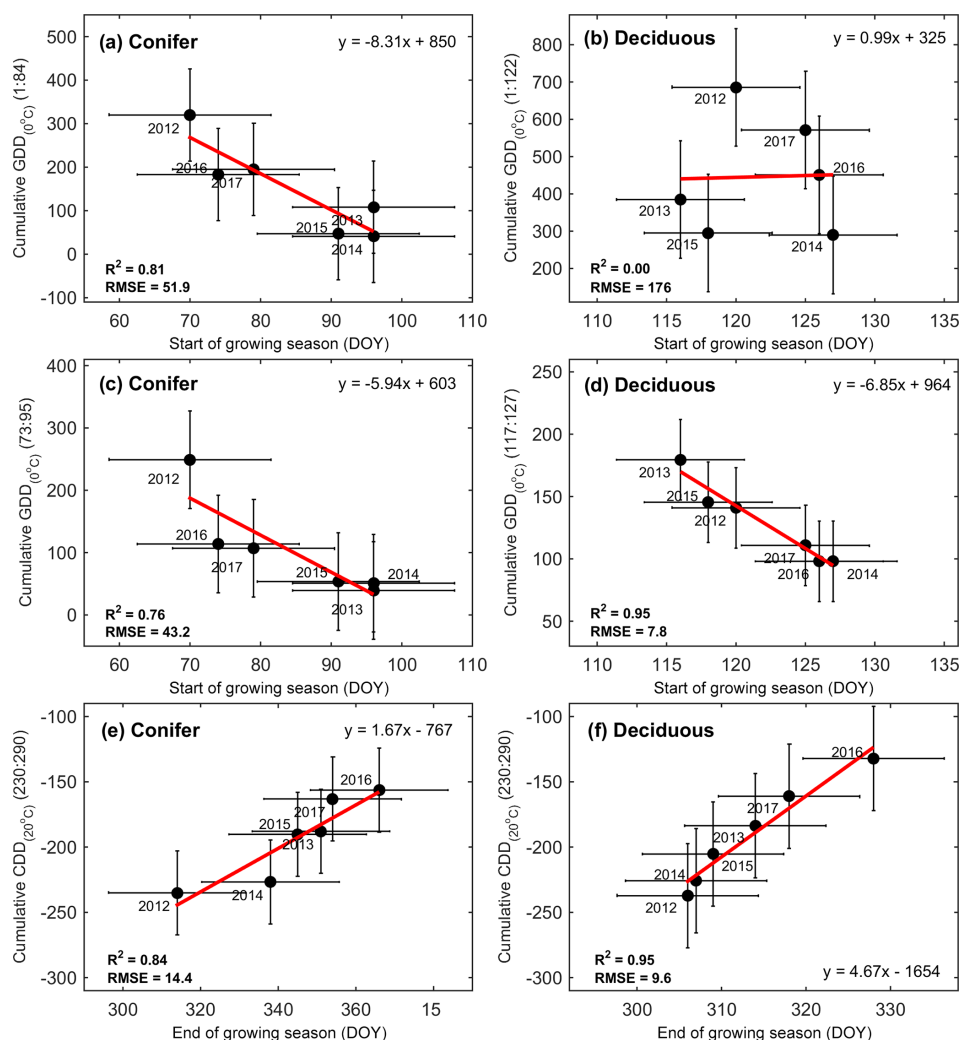 (a) Conifer
y = -8.31x + 850
Cumulative GDD(0°C) (1:84)
500
400
300
200
100
0
-100
2012
2016
2017
2013
2015
2014
R² = 0.81
RMSE = 51.9
60 70 80 90 100 110
Start of growing season (DOY)
(b) Deciduous
y = 0.99x + 325
Cumulative GDD(0°C) (1:122)
800
700
600
500
400
300
200
2012
2017
2016
2013
2015
2014
R² = 0.00
RMSE = 176
110 115 120 125 130 135
Start of growing season (DOY)
(c) Conifer
y = -5.94x + 603
Cumulative GDD(0°C) (73:95)
400
300
200
100
0
2012
2016
2017
2015
2014
2013
R² = 0.76
RMSE = 43.2
60 70 80 90 100 110
Start of growing season (DOY)
(d) Deciduous
y = -6.85x + 964
Cumulative GDD(0°C) (117:127)
250
200
150
100
50
2013
2015
2012
2017
2016
2014
R² = 0.95
RMSE = 7.8
110 115 120 125 130 135
Start of growing season (DOY)
(e) Conifer
y = 1.67x - 767
Cumulative CDD(20°C) (230:290)
-100
-150
-200
-250
-300
2016
2017
2015
2013
2014
2012
R² = 0.84
RMSE = 14.4
300 320 340 360 15
End of growing season (DOY)
(f) Deciduous
Cumulative CDD(20°C) (230:290)
-100
-150
-200
-250
-300
2016
2017
2013
2015
2014
2012
R² = 0.95
RMSE = 9.6
y = 4.67x - 1654
300 310 320 330
End of growing season (DOY)